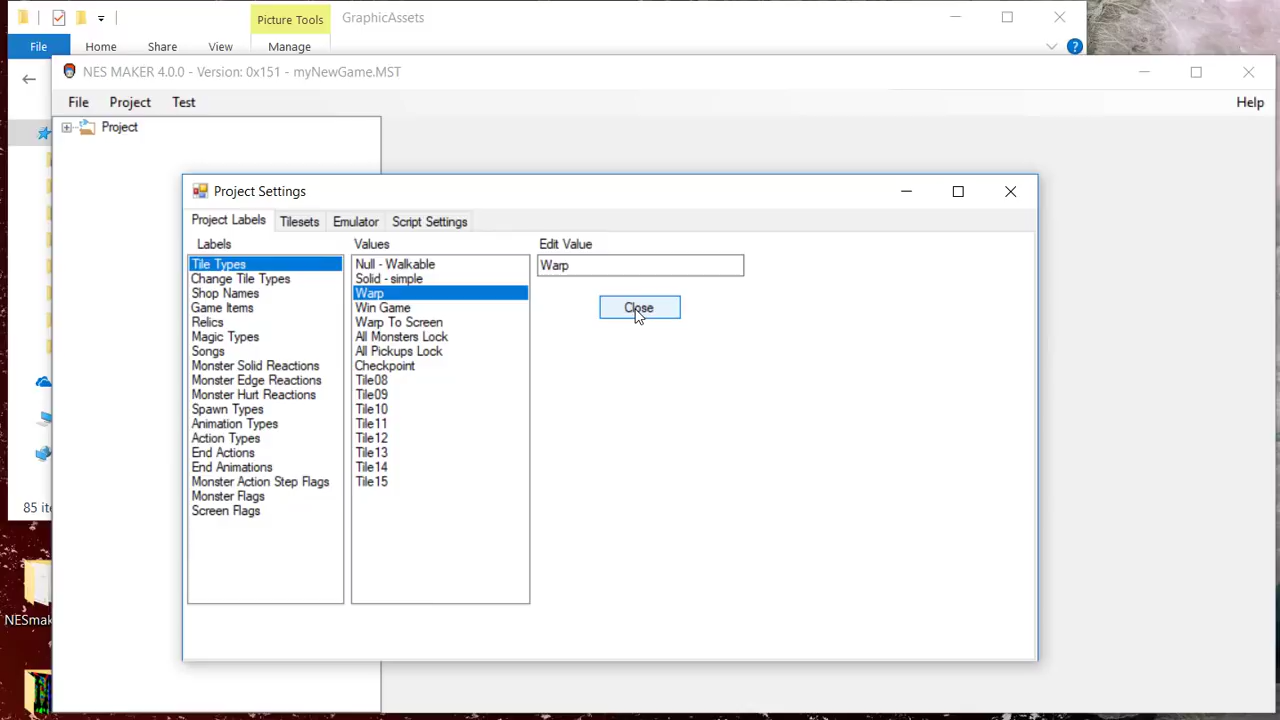 Picture Tools
GraphicAssets
File
Home
Share
View
Manage
NES MAKER 4.0.0 - Version: 0x151 - myNewGame.MST
File
Project
Test
Help
Project
Project Settings
Project Labels
Tilesets
Emulator
Script Settings
Labels
Values
Edit Value
Tile Types
Change Tile Types
Shop Names
Game Items
Relics
Magic Types
Songs
Monster Solid Reactions
Monster Edge Reactions
Monster Hurt Reactions
Spawn Types
Animation Types
Action Types
End Actions
End Animations
Monster Action Step Flags
Monster Flags
Screen Flags
Null - Walkable
Solid - simple
Warp
Win Game
Warp To Screen
All Monsters Lock
All Pickups Lock
Checkpoint
Tile08
Tile09
Tile10
Tile11
Tile12
Tile13
Tile14
Tile15
Warp
Close
85 ite
NESmak